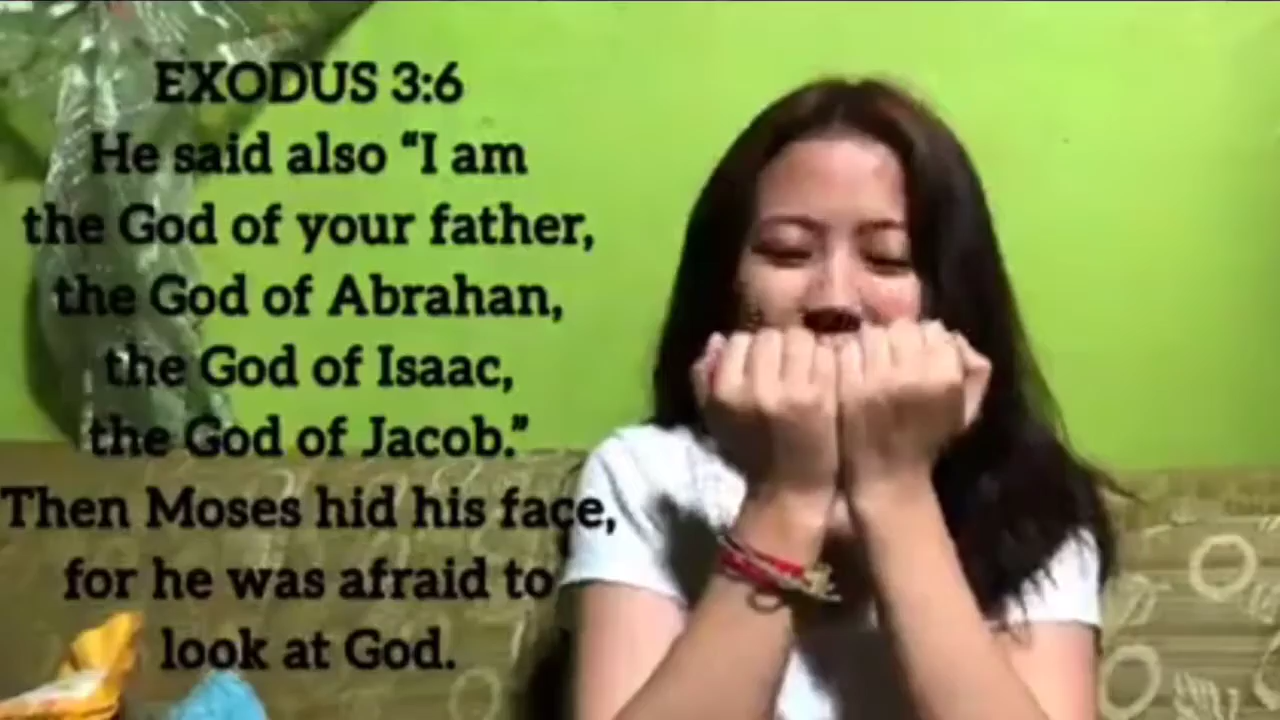 EXODUS 3:6
He said also “I am
the God of your father,
the God of Abrahan,
the God of Isaac,
the God of Jacob.”
Then Moses hid his face,
for he was afraid to
look at God.